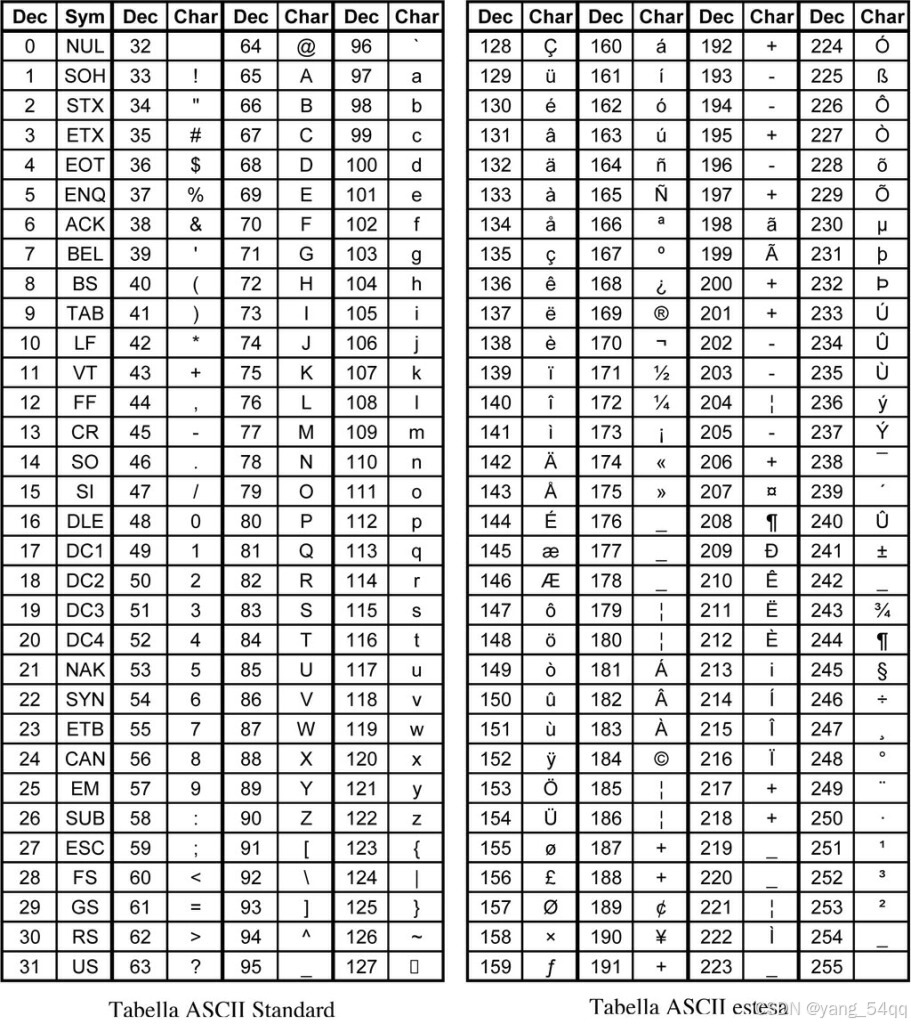 Dec Sym Dec Char Dec Char Dec Char Dec Char Dec Char Dec Char Dec Char
0 NUL 32 64 @ 96 ` 128 Ç 160 á 192 + 224 Ó
1 SOH 33 ! 65 A 97 a 129 ü 161 í 193 - 225 ß
2 STX 34 " 66 B 98 b 130 é 162 ó 194 - 226 Ô
3 ETX 35 # 67 C 99 c 131 â 163 ú 195 + 227 Ò
4 EOT 36 $ 68 D 100 d 132 ä 164 ñ 196 - 228 õ
5 ENQ 37 % 69 E 101 e 133 à 165 Ñ 197 + 229 Õ
6 ACK 38 & 70 F 102 f 134 å 166 ª 198 ã 230 µ
7 BEL 39 ' 71 G 103 g 135 ç 167 º 199 Ã 231 þ
8 BS 40 ( 72 H 104 h 136 ê 168 ¿ 200 + 232 Þ
9 TAB 41 ) 73 I 105 i 137 ë 169 ® 201 + 233 Ú
10 LF 42 * 74 J 106 j 138 è 170 ¬ 202 - 234 Û
11 VT 43 + 75 K 107 k 139 ï 171 ½ 203 - 235 Ù
12 FF 44 , 76 L 108 l 140 î 172 ¼ 204 ¦ 236 ý
13 CR 45 - 77 M 109 m 141 ì 173 ¡ 205 - 237 Ý
14 SO 46 . 78 N 110 n 142 Ä 174 « 206 + 238 ¯
15 SI 47 / 79 O 111 o 143 Å 175 » 207 ¤ 239 ´
16 DLE 48 0 80 P 112 p 144 É 176 _ 208 ¶ 240 Û
17 DC1 49 1 81 Q 113 q 145 æ 177 _ 209 Ð 241 ±
18 DC2 50 2 82 R 114 r 146 Æ 178 _ 210 Ê 242 _
19 DC3 51 3 83 S 115 s 147 ô 179 ¦ 211 Ë 243 ¾
20 DC4 52 4 84 T 116 t 148 ö 180 ¦ 212 È 244 ¶
21 NAK 53 5 85 U 117 u 149 ò 181 Á 213 i 245 §
22 SYN 54 6 86 V 118 v 150 û 182 Â 214 Í 246 ÷
23 ETB 55 7 87 W 119 w 151 ù 183 À 215 Î 247 ¸
24 CAN 56 8 88 X 120 x 152 ÿ 184 © 216 Ï 248 °
25 EM 57 9 89 Y 121 y 153 Ö 185 ¦ 217 + 249 ¨
26 SUB 58 : 90 Z 122 z 154 Ü 186 ¦ 218 + 250 ·
27 ESC 59 ; 91 [ 123 { 155 ø 187 + 219 _ 251 ¹
28 FS 60 < 92 \ 124 | 156 £ 188 + 220 _ 252 ³
29 GS 61 = 93 ] 125 } 157 Ø 189 ¢ 221 ¦ 253 ²
30 RS 62 > 94 ^ 126 ~ 158 × 190 ¥ 222 Ì 254 _
31 US 63 ? 95 _ 127 ▯ 159 ƒ 191 + 223 _ 255
Tabella ASCII Standard Tabella ASCII estesa
CSDN @yang_54qq